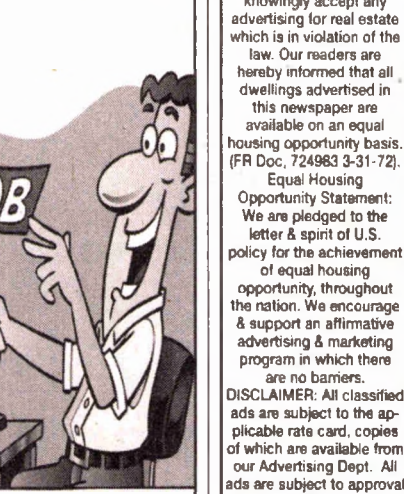 knowingly accept any
advertising for real estate
which is in violation of the
law. Our readers are
hereby informed that all
dwellings advertised in
this newspaper are
available on an equal
housing opportunity basis.
(FR Doc, 724983 3-31-72).
Equal Housing
Opportunity Statement:
We are pledged to the
letter & spirit of U.S.
policy for the achievement
of equal housing
opportunity, throughout
the nation. We encourage
& support an affirmative
advertising & marketing
program in which there
are no barriers.
DISCLAIMER: All classified
ads are subject to the ap-
plicable rate card, copies
of which are available from
our Advertising Dept. All
ads are subject to approval